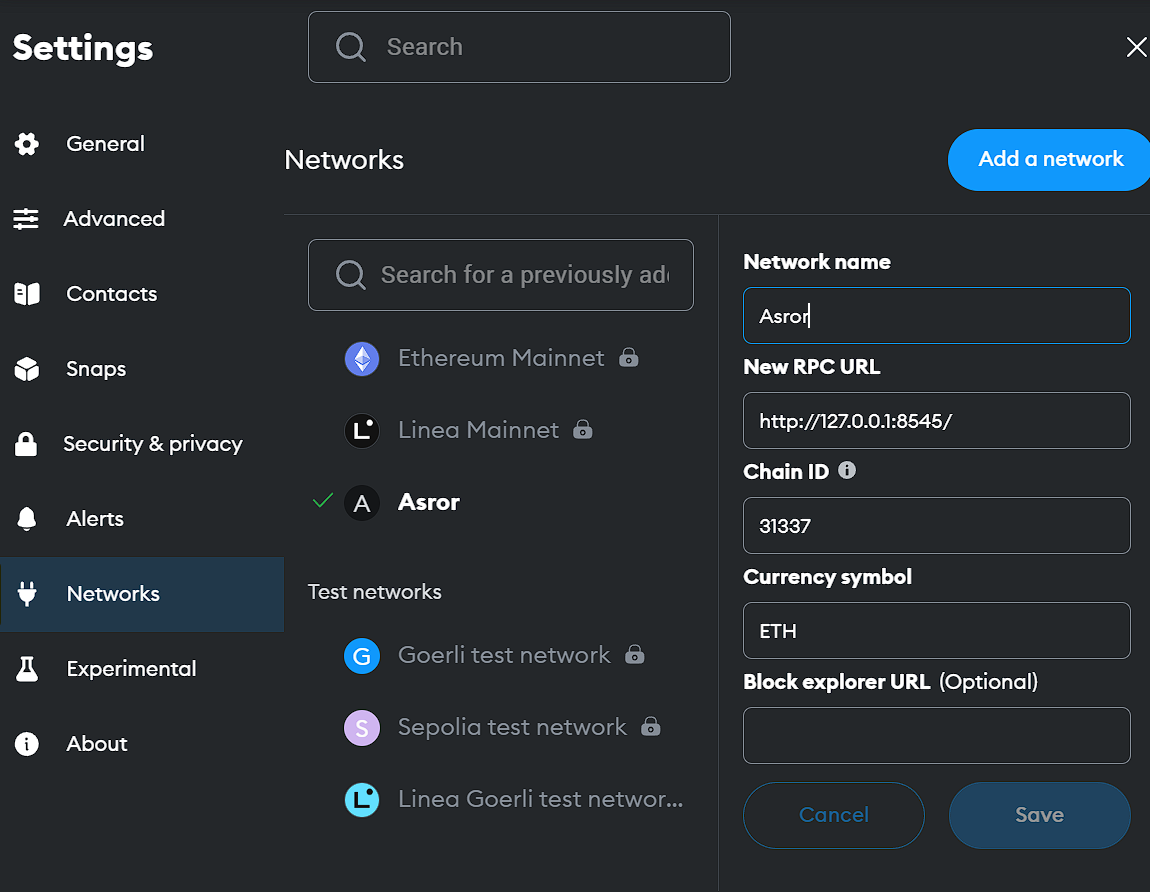 Settings
Search
General
Advanced
Contacts
Snaps
Security & privacy
Alerts
Networks
Experimental
About
Networks
Add a network
Search for a previously ad
Ethereum Mainnet
L Linea Mainnet
A Asror
Test networks
G Goerli test network
S Sepolia test network
L Linea Goerli test networ...
Network name
Asror
New RPC URL
http://127.0.0.1:8545/
Chain ID
31337
Currency symbol
ETH
Block explorer URL (Optional)
Cancel
Save